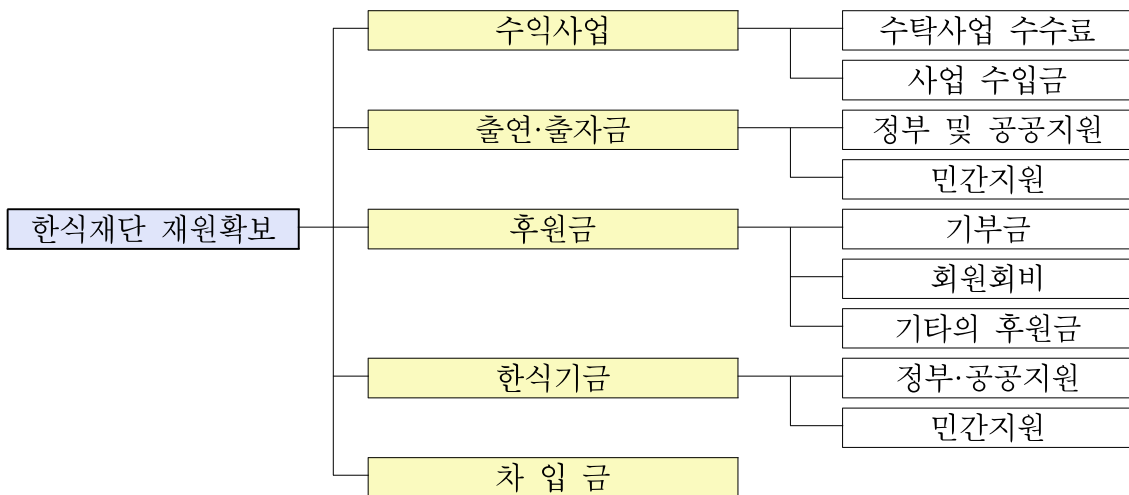 한식재단 재원확보
수익사업
수탁사업 수수료
사업 수입금
출연·출자금
정부 및 공공지원
민간지원
후원금
기부금
회원회비
기타의 후원금
한식기금
정부·공공지원
민간지원
차 입 금